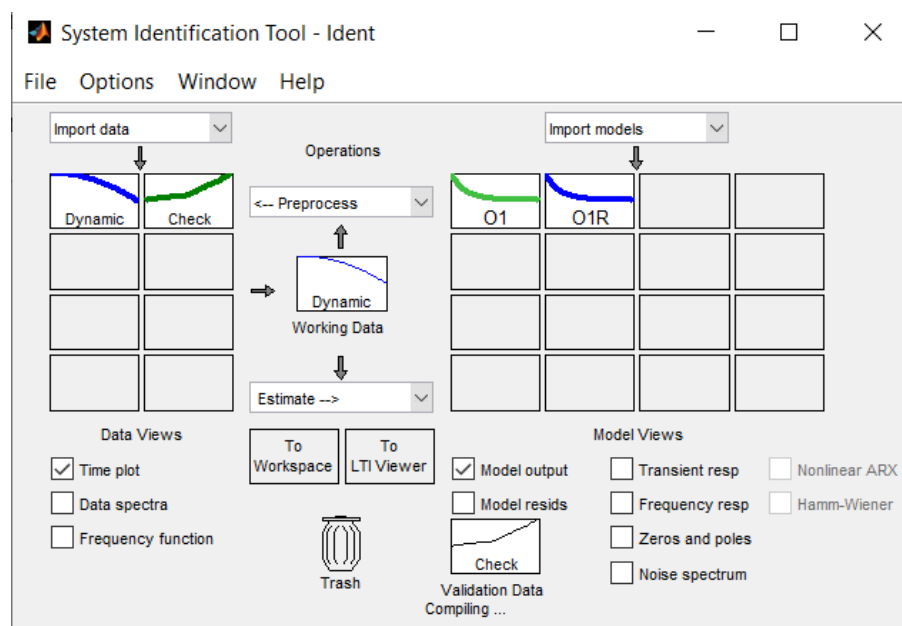 System Identification Tool - Ident
File Options Window Help
Import data
Import models
Operations
Dynamic
Check
<-- Preprocess
O1
O1R
Dynamic
Working Data
Estimate -->
Data Views
To
Workspace
To
LTI Viewer
Model Views
Time plot
Data spectra
Frequency function
Trash
Model output
Model resids
Check
Validation Data
Compiling ...
Transient resp
Frequency resp
Zeros and poles
Noise spectrum
Nonlinear ARX
Hamm-Wiener